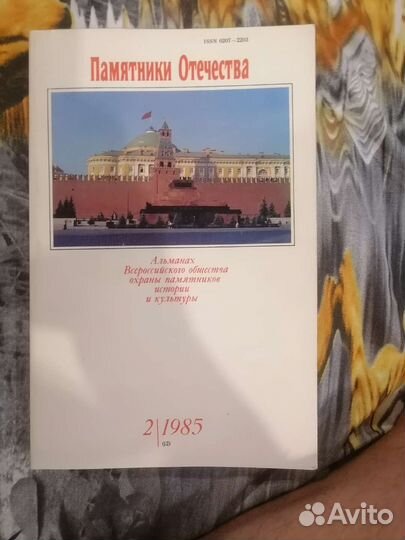 ISSN 0207—2203
Памятники Отечества
Альманах
Всероссийского общества
охраны памятников
истории
и культуры
2|1985
Avito